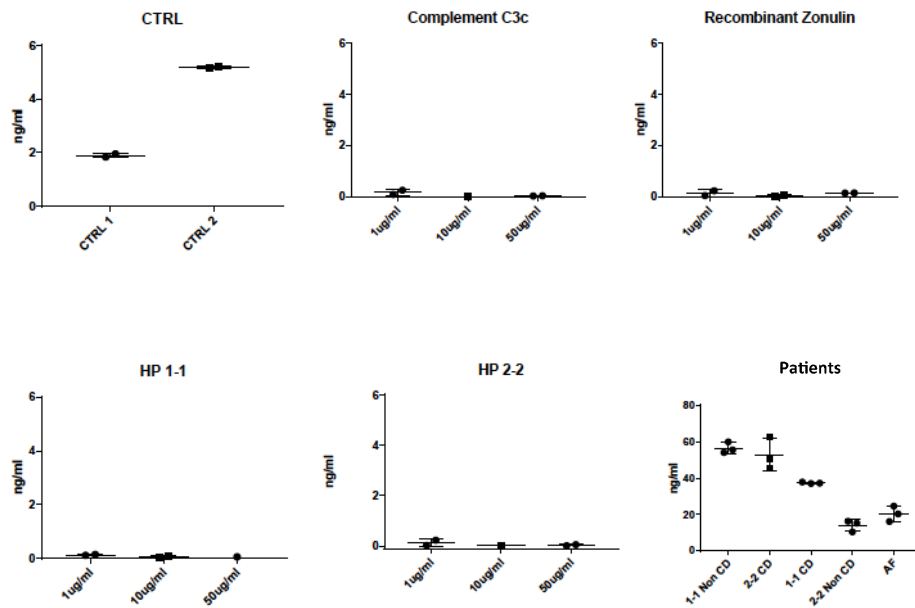 CTRL
6
4
2
0
ng/ml
CTRL 1
CTRL 2
Complement C3c
6
4
2
0
ng/ml
1ug/ml
10ug/ml
50ug/ml
Recombinant Zonulin
6
4
2
0
ng/ml
1ug/ml
10ug/ml
50ug/ml
HP 1-1
6
4
2
0
ng/ml
1ug/ml
10ug/ml
50ug/ml
HP 2-2
6
4
2
0
ng/ml
1ug/ml
10ug/ml
50ug/ml
Patients
80
60
40
20
0
ng/ml
1-1 Non CD
2-2 CD
1-1 CD
2-2 Non CD
AF